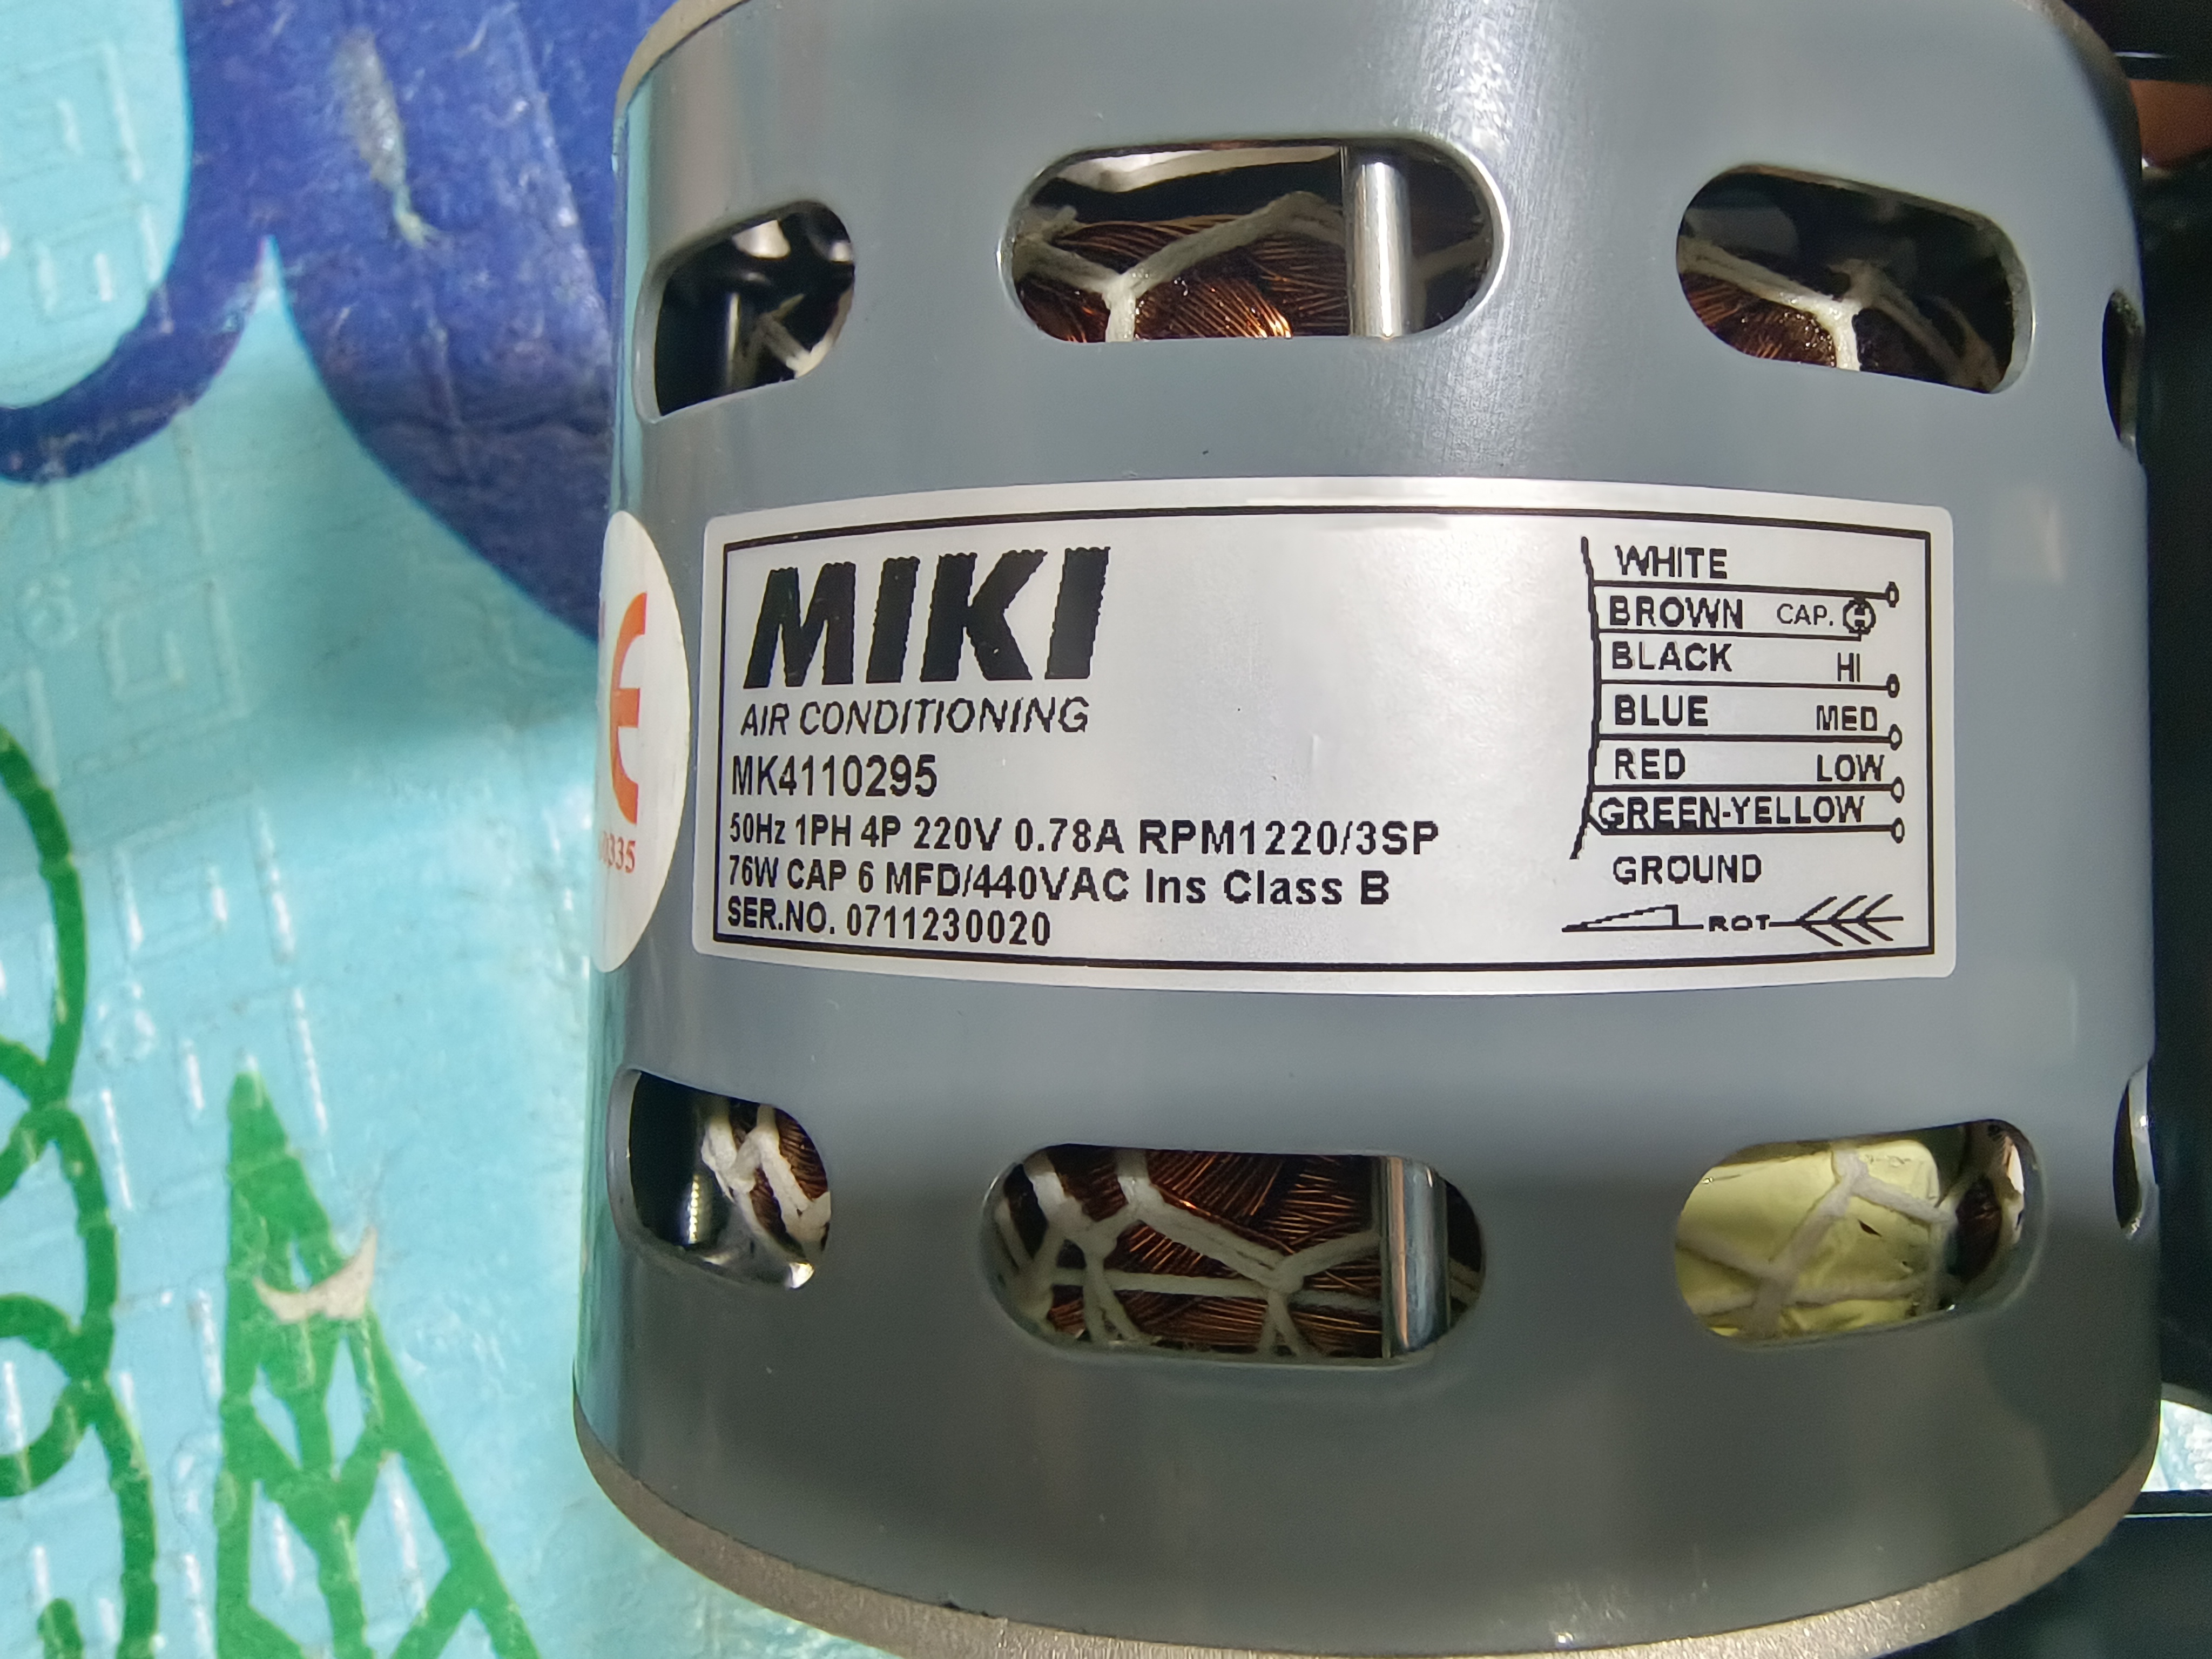 MIKI
AIR CONDITIONING
MK4110295
50Hz 1PH 4P 220V 0.78A RPM1220/3SP
76W CAP 6 MFD/440VAC Ins Class B
SER.NO. 0711230020
WHITE
BROWN CAP.
BLACK HI
BLUE MED
RED LOW
GREEN-YELLOW
GROUND
ROT